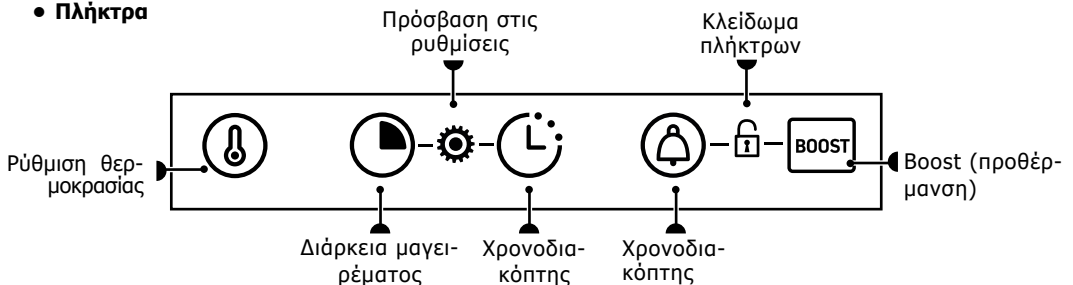 • Πλήκτρα
Πρόσβαση στις
ρυθμίσεις
Κλείδωμα
πλήκτρων
BOOST
Ρύθμιση θερ-
μοκρασίας
Boost (προθέρ-
μανση)
Διάρκεια μαγει-
ρέματος
Χρονοδια-
κόπτης
Χρονοδια-
κόπτης